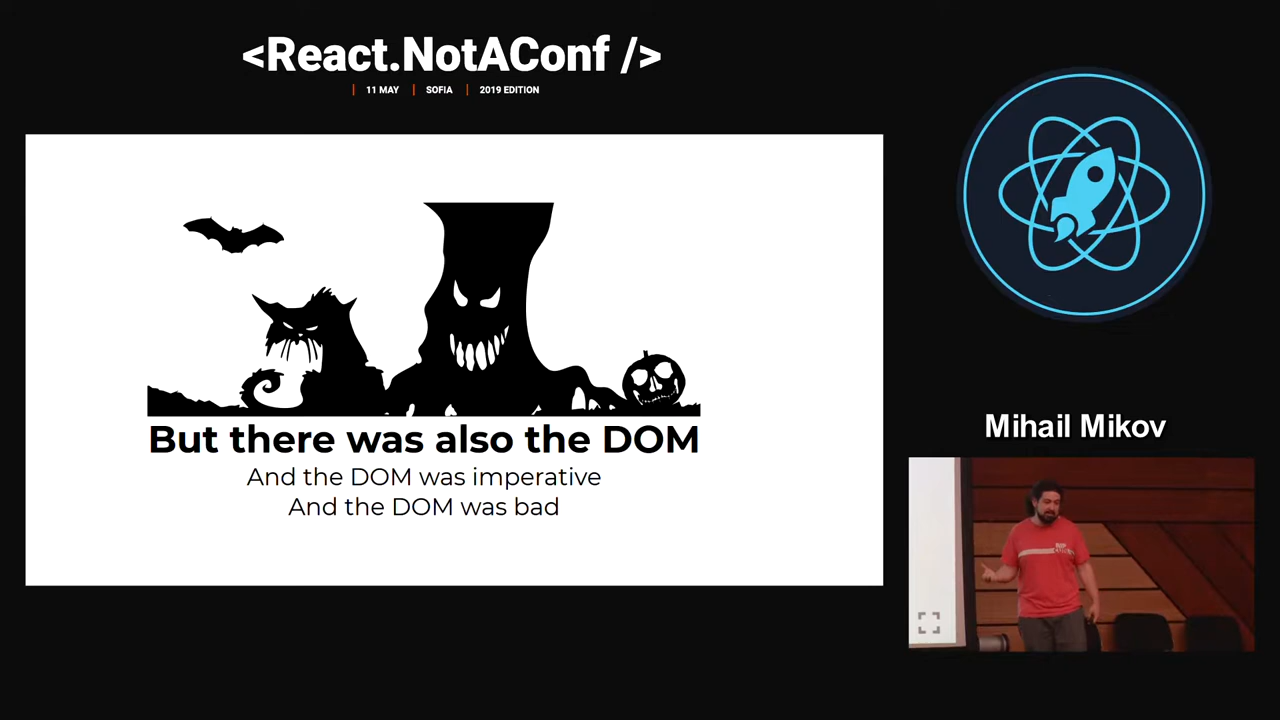 <React.NotAConf />
| 11 MAY | SOFIA | 2019 EDITION
But there was also the DOM
And the DOM was imperative
And the DOM was bad
Mihail Mikov